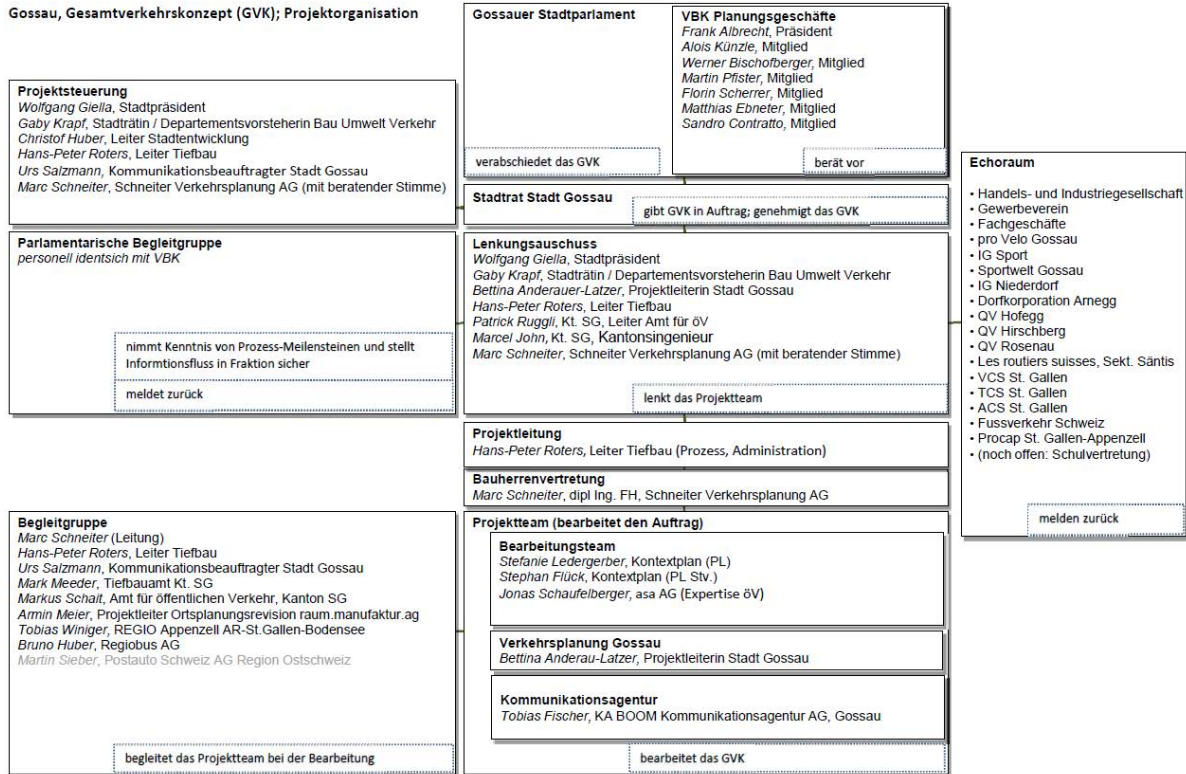 Gossau, Gesamtverkehrskonzept (GVK); Projektorganisation
Gossauer Stadtparlament
verabschiedet das GVK
VBK Planungsgeschäfte
Frank Albrecht, Präsident
Alois Künzle, Mitglied
Werner Bischofberger, Mitglied
Martin Pfister, Mitglied
Florin Scherrer, Mitglied
Matthias Ebneter, Mitglied
Sandro Contratto, Mitglied
berät vor
Projektsteuerung
Wolfgang Giella, Stadtpräsident
Gaby Krapf, Stadträtin / Departementsvorsteherin Bau Umwelt Verkehr
Christof Huber, Leiter Stadtentwicklung
Hans-Peter Roters, Leiter Tiefbau
Urs Salzmann, Kommunikationsbeauftragter Stadt Gossau
Marc Schneiter, Schneiter Verkehrsplanung AG (mit beratender Stimme)
Stadtrat Stadt Gossau
gibt GVK in Auftrag; genehmigt das GVK
Parlamentarische Begleitgruppe
personell identsich mit VBK
nimmt Kenntnis von Prozess-Meilensteinen und stellt
Informtionsfluss in Fraktion sicher
meldet zurück
Lenkungsauschuss
Wolfgang Giella, Stadtpräsident
Gaby Krapf, Stadträtin / Departementsvorsteherin Bau Umwelt Verkehr
Bettina Anderauer-Latzer, Projektleiterin Stadt Gossau
Hans-Peter Roters, Leiter Tiefbau
Patrick Ruggli, Kt. SG, Leiter Amt für öV
Marcel John, Kt. SG, Kantonsingenieur
Marc Schneiter, Schneiter Verkehrsplanung AG (mit beratender Stimme)
lenkt das Projektteam
Echoraum
• Handels- und Industriegesellschaft
• Gewerbeverein
• Fachgeschäfte
• pro Velo Gossau
• IG Sport
• Sportwelt Gossau
• IG Niederdorf
• Dorfkorporation Arnegg
• QV Hofegg
• QV Hirschberg
• QV Rosenau
• Les routiers suisses, Sekt. Säntis
• VCS St. Gallen
• TCS St. Gallen
• ACS St. Gallen
• Fussverkehr Schweiz
• Procap St. Gallen-Appenzell
• (noch offen: Schulvertretung)
melden zurück
Projektleitung
Hans-Peter Roters, Leiter Tiefbau (Prozess, Administration)
Bauherrenvertretung
Marc Schneiter, dipl Ing. FH, Schneiter Verkehrsplanung AG
Begleitgruppe
Marc Schneiter (Leitung)
Hans-Peter Roters, Leiter Tiefbau
Urs Salzmann, Kommunikationsbeauftragter Stadt Gossau
Mark Meeder, Tiefbauamt Kt. SG
Markus Schait, Amt für öffentlichen Verkehr, Kanton SG
Armin Meier, Projektleiter Ortsplanungsrevision raum.manufaktur.ag
Tobias Winiger, REGIO Appenzell AR-St.Gallen-Bodensee
Bruno Huber, Regiobus AG
Martin Sieber, Postauto Schweiz AG Region Ostschweiz
begleitet das Projektteam bei der Bearbeitung
Projektteam (bearbeitet den Auftrag)
Bearbeitungsteam
Stefanie Ledergerber, Kontextplan (PL)
Stephan Flück, Kontextplan (PL Stv.)
Jonas Schaufelberger, asa AG (Expertise öV)
Verkehrsplanung Gossau
Bettina Anderau-Latzer, Projektleiterin Stadt Gossau
Kommunikationsagentur
Tobias Fischer, KA BOOM Kommunikationsagentur AG, Gossau
bearbeitet das GVK